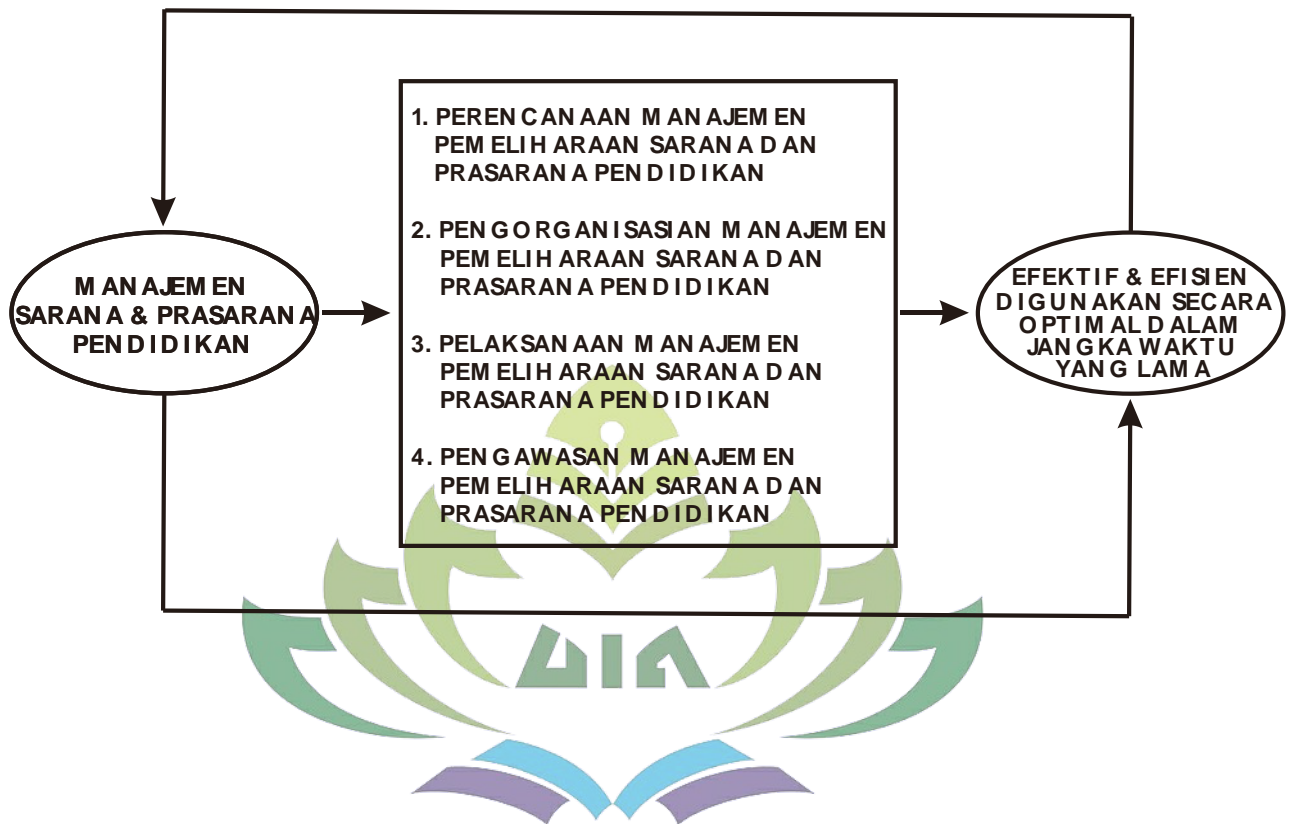 MANAJEMEN
SARANA & PRASARANA
PENDIDIKAN
1. PERENCANAAN MANAJEMEN
PEMELIHARAAN SARANA DAN
PRASARANA PENDIDIKAN
2. PENGORGANISASIAN MANAJEMEN
PEMELIHARAAN SARANA DAN
PRASARANA PENDIDIKAN
3. PELAKSANAAN MANAJEMEN
PEMELIHARAAN SARANA DAN
PRASARANA PENDIDIKAN
4. PENGAWASAN MANAJEMEN
PEMELIHARAAN SARANA DAN
PRASARANA PENDIDIKAN
EFEKTIF & EFISIEN
DIGUNAKAN SECARA
OPTIMAL DALAM
JANGKA WAKTU
YANG LAMA
UIN